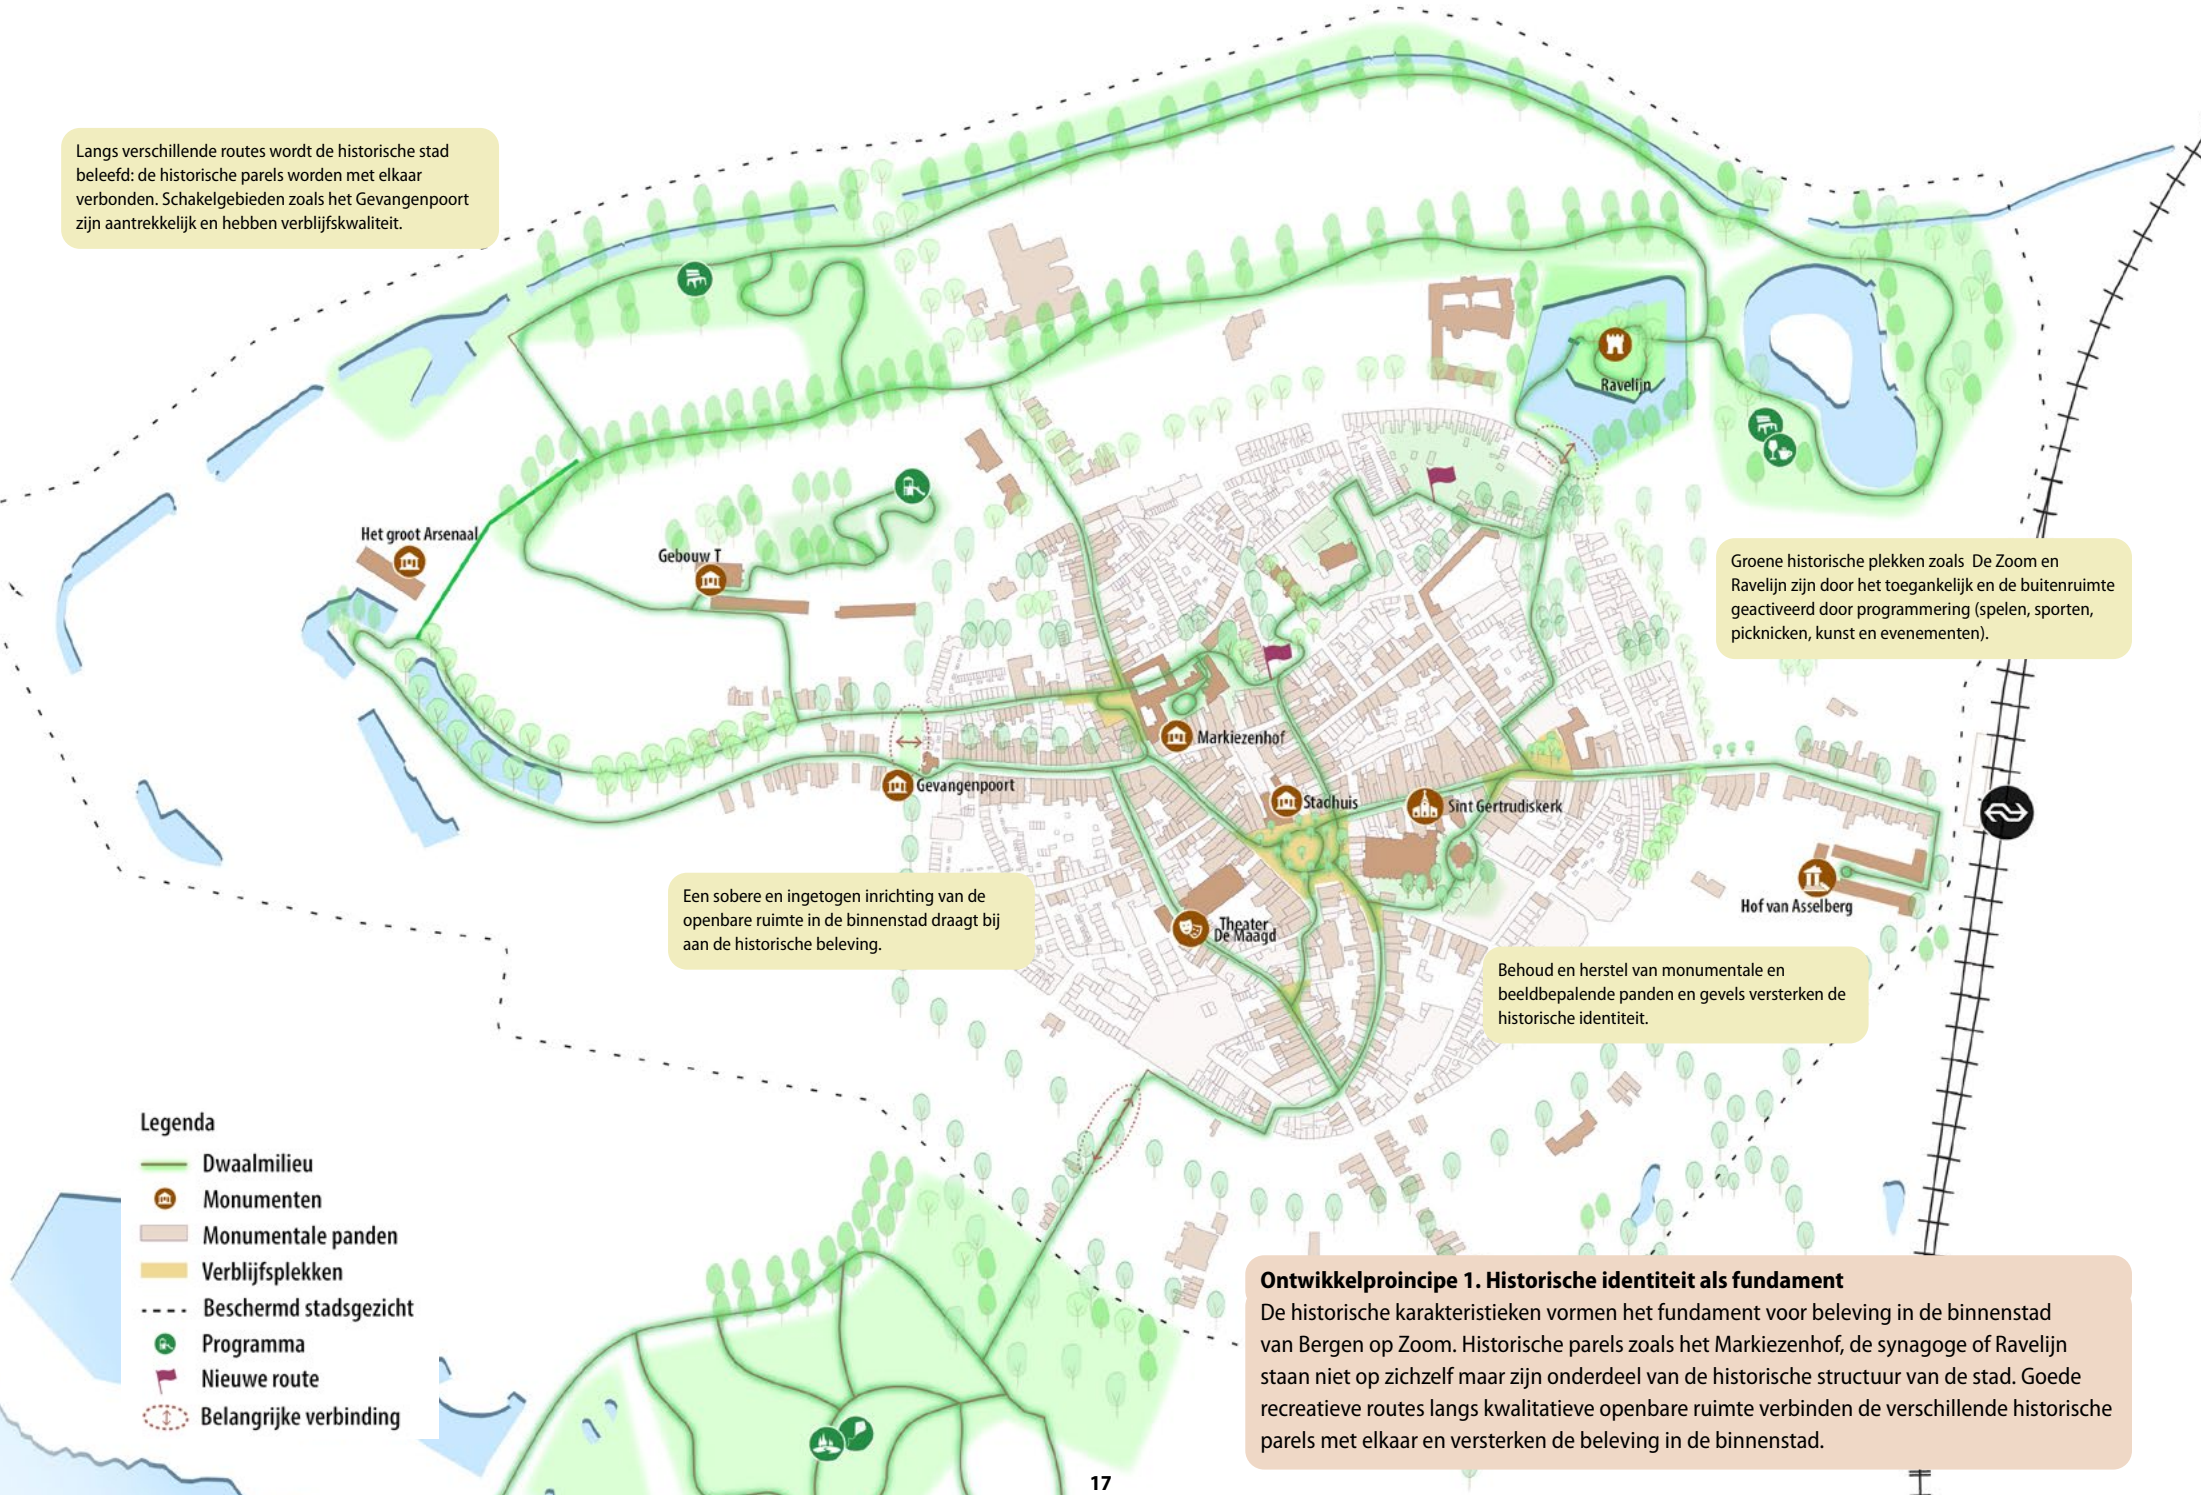 Langs verschillende routes wordt de historische stad
beleefd: de historische parels worden met elkaar
verbonden. Schakelgebieden zoals het Gevangenpoort
zijn aantrekkelijk en hebben verblijfskwaliteit.
Ravelijn
Het groot Arsenaal
Gebouw T
Groene historische plekken zoals De Zoom en
Ravelijn zijn door het toegankelijk en de buitenruimte
geactiveerd door programmering (spelen, sporten,
picknicken, kunst en evenementen).
Markiezenhof
Gevangenpoort
Stadhuis
Sint Gertrudiskerk
Hof van Asselberg
Een sobere en ingetogen inrichting van de
openbare ruimte in de binnenstad draagt bij
aan de historische beleving.
Theater
De Maagd
Behoud en herstel van monumentale en
beeldbepalende panden en gevels versterken de
historische identiteit.
Legenda
Dwaalmilieu
Monumenten
Monumentale panden
Verblijfsplekken
Beschermd stadsgezicht
Programma
Nieuwe route
Belangrijke verbinding
Ontwikkelproincipe 1. Historische identiteit als fundament
De historische karakteristieken vormen het fundament voor beleving in de binnenstad
van Bergen op Zoom. Historische parels zoals het Markiezenhof, de synagoge of Ravelijn
staan niet op zichzelf maar zijn onderdeel van de historische structuur van de stad. Goede
recreatieve routes langs kwalitatieve openbare ruimte verbinden de verschillende historische
parels met elkaar en versterken de beleving in de binnenstad.
17